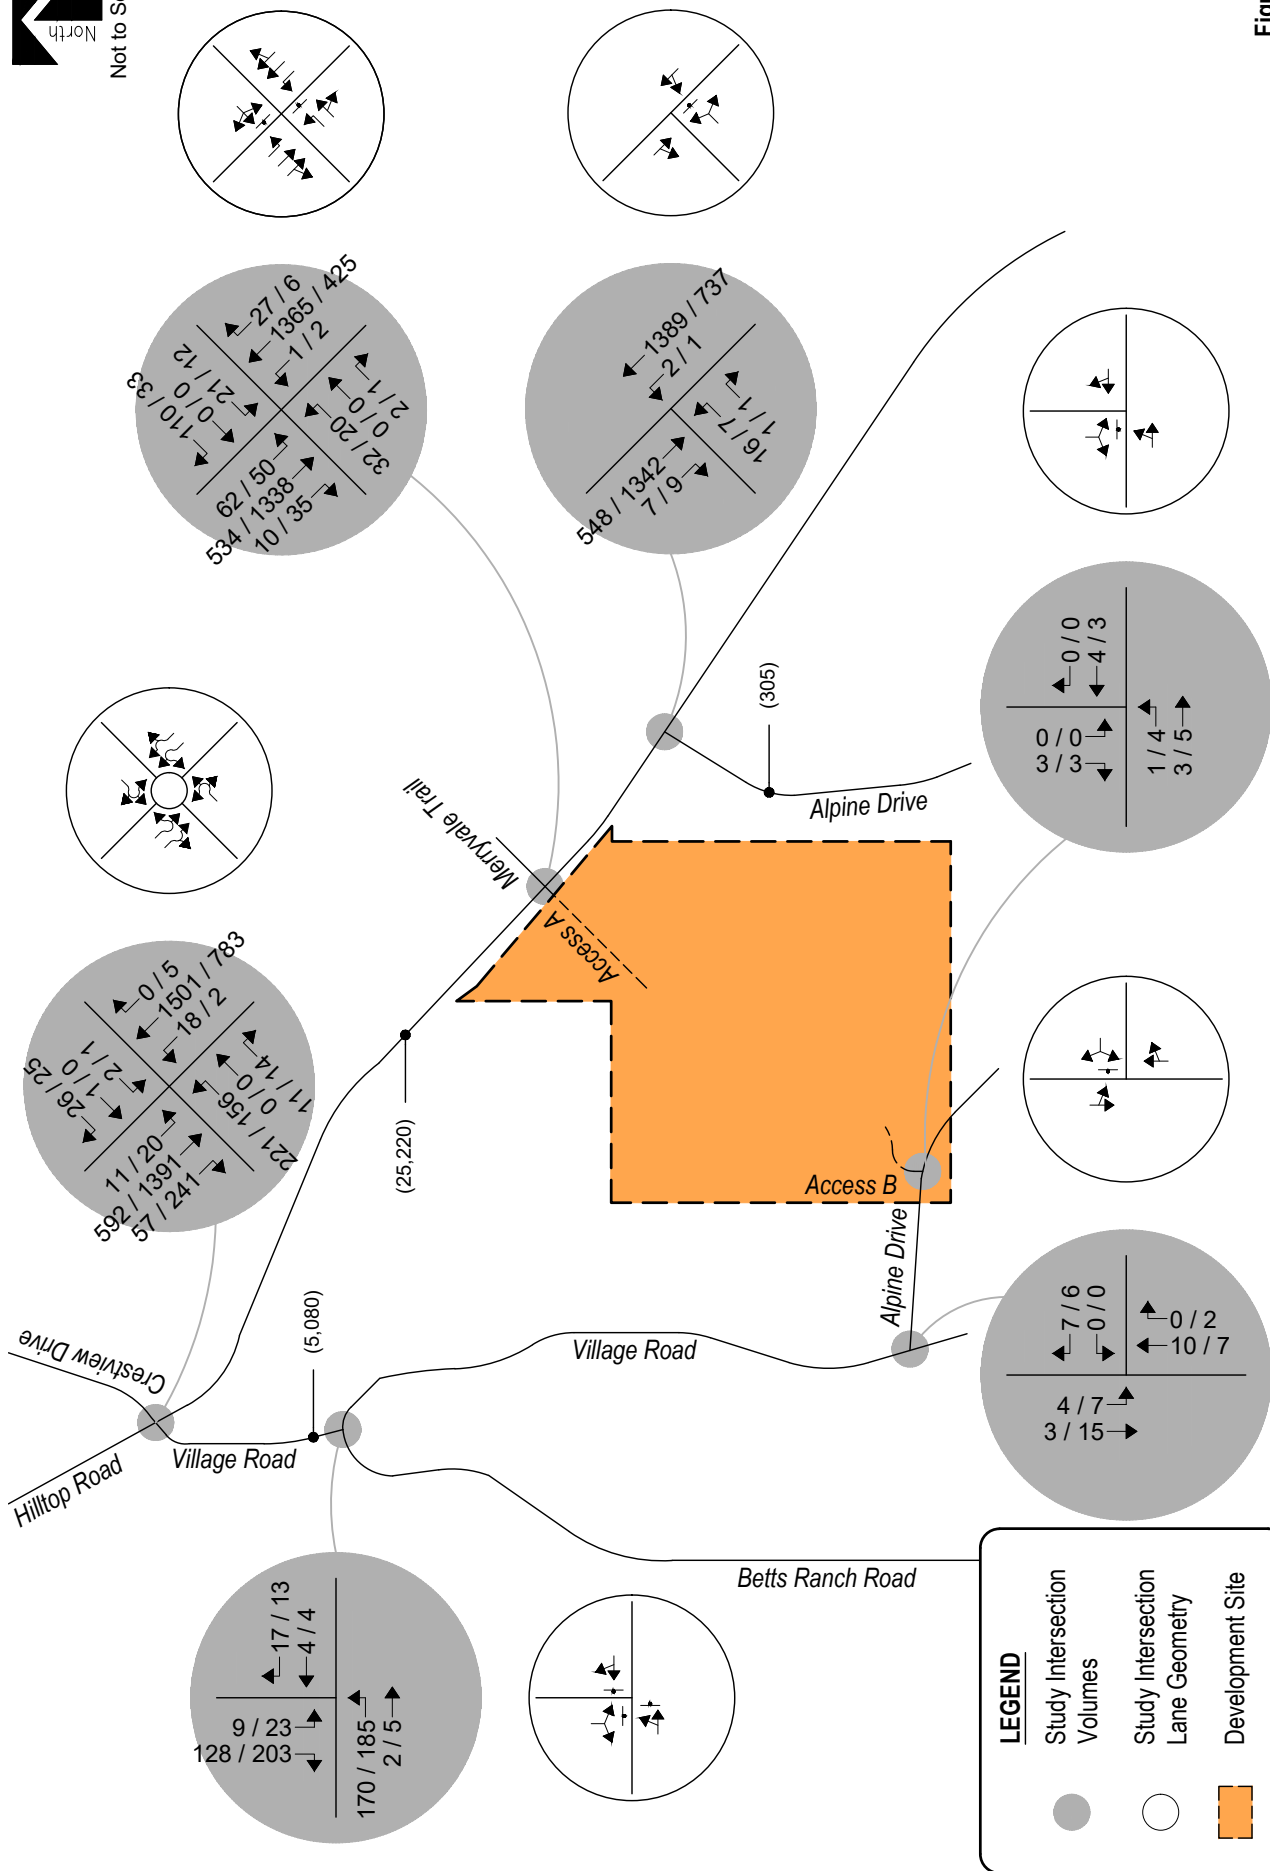 North
Not to Sc
Figu
27 / 6
1365 / 425
1 / 2
110 / 33
0 / 0
21 / 12
62 / 50
534 / 1338
10 / 35
32 / 20
0 / 0
2 / 1
1389 / 737
2 / 1
548 / 1342
7 / 9
16 / 7
1 / 1
0 / 5
1501 / 783
18 / 2
26 / 25
1 / 0
2 / 1
11 / 20
592 / 1391
57 / 241
221 / 156
0 / 0
11 / 14
Merryvale Trail
Access A
(305)
Alpine Drive
(25,220)
0 / 0
4 / 3
0 / 0
3 / 3
1 / 4
3 / 5
Access B
Alpine Drive
Crestview Drive
Hilltop Road
Village Road
(5,080)
Village Road
7 / 6
0 / 0
4 / 7
3 / 15
0 / 2
10 / 7
Betts Ranch Road
17 / 13
4 / 4
9 / 23
128 / 203
170 / 185
2 / 5
LEGEND
Study Intersection
Volumes
Study Intersection
Lane Geometry
Development Site